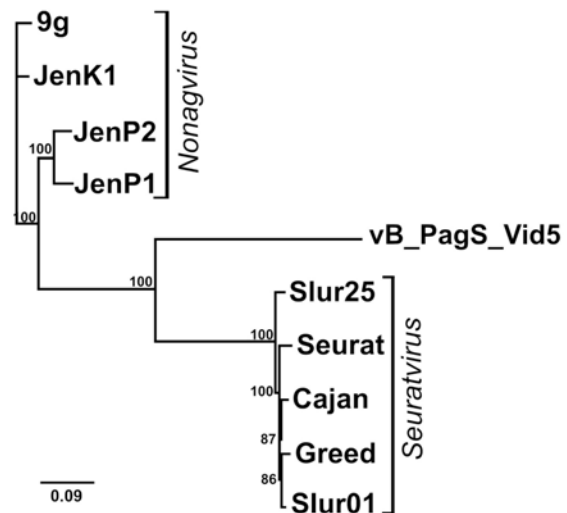 9g
JenK1
Nonagvirus
100
JenP2
JenP1
100
vB_PagS_Vid5
100
Slur25
100
Seurat
Seuratvirus
100
Cajan
87
Greed
86
Slur01
0.09